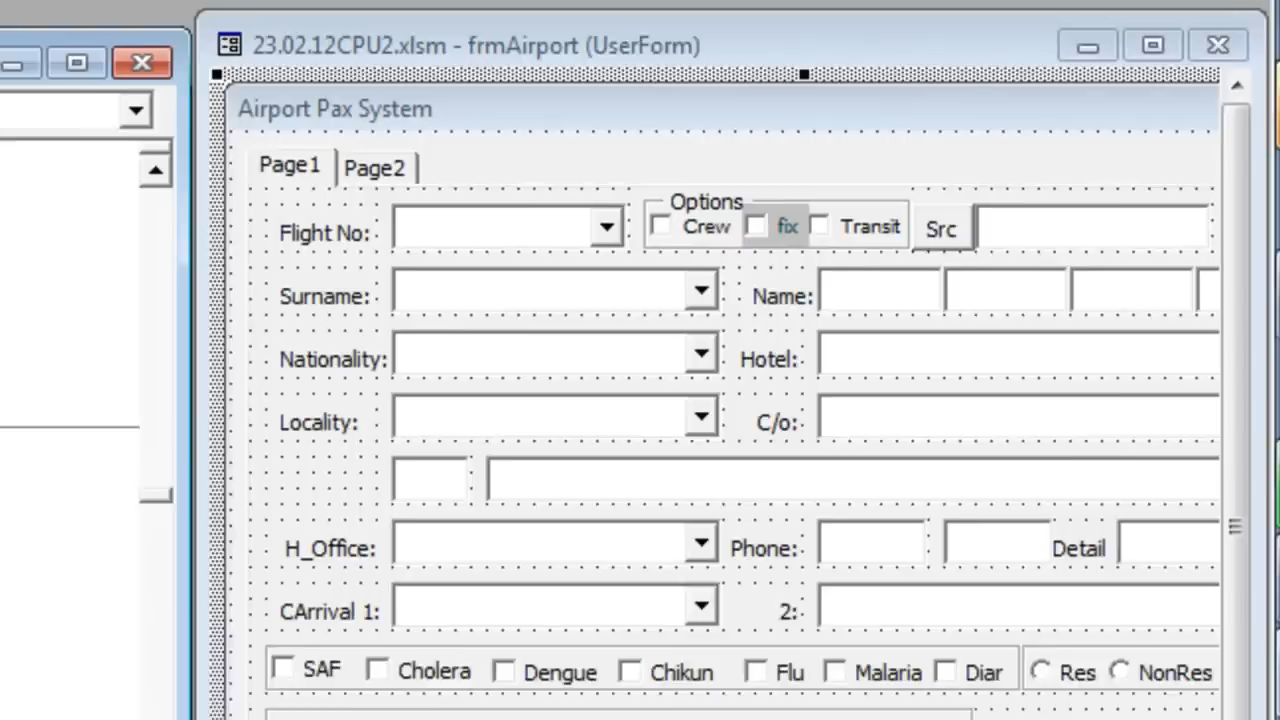 23.02.12CPU2.xlsm - frmAirport (UserForm)
Airport Pax System
Page1 Page2
Options
Flight No: Crew fix Transit Src
Surname: Name:
Nationality: Hotel:
Locality: C/o:
H_Office: Phone: Detail
CArrival 1: 2:
SAF Cholera Dengue Chikun Flu Malaria Diar Res NonRes